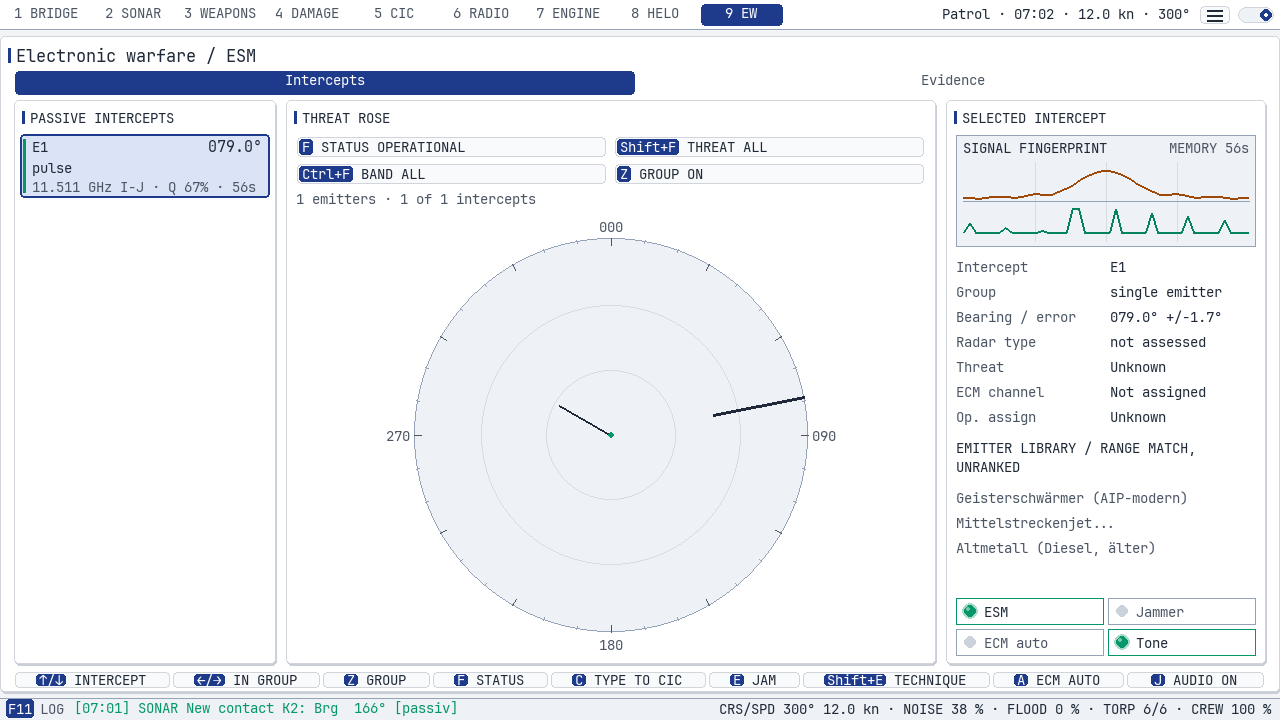 1 BRIDGE 2 SONAR 3 WEAPONS 4 DAMAGE 5 CIC 6 RADIO 7 ENGINE 8 HELO 9 EW Patrol · 07:02 · 12.0 kn · 300°
Electronic warfare / ESM
Intercepts Evidence
PASSIVE INTERCEPTS
E1 079.0°
pulse
11.511 GHz I-J · Q 67% · 56s
THREAT ROSE
F STATUS OPERATIONAL Shift+F THREAT ALL
Ctrl+F BAND ALL Z GROUP ON
1 emitters · 1 of 1 intercepts
000
270 090
180
SELECTED INTERCEPT
SIGNAL FINGERPRINT MEMORY 56s
Intercept E1
Group single emitter
Bearing / error 079.0° +/-1.7°
Radar type not assessed
Threat Unknown
ECM channel Not assigned
Op. assign Unknown
EMITTER LIBRARY / RANGE MATCH,
UNRANKED
Geisterschwärmer (AIP-modern)
Mittelstreckenjet...
Altmetall (Diesel, älter)
ESM Jammer
ECM auto Tone
↑/↓ INTERCEPT ←/→ IN GROUP Z GROUP F STATUS C TYPE TO CIC E JAM Shift+E TECHNIQUE A ECM AUTO J AUDIO ON
F11 LOG [07:01] SONAR New contact K2: Brg 166° [passiv] CRS/SPD 300° 12.0 kn · NOISE 38 % · FLOOD 0 % · TORP 6/6 · CREW 100 %